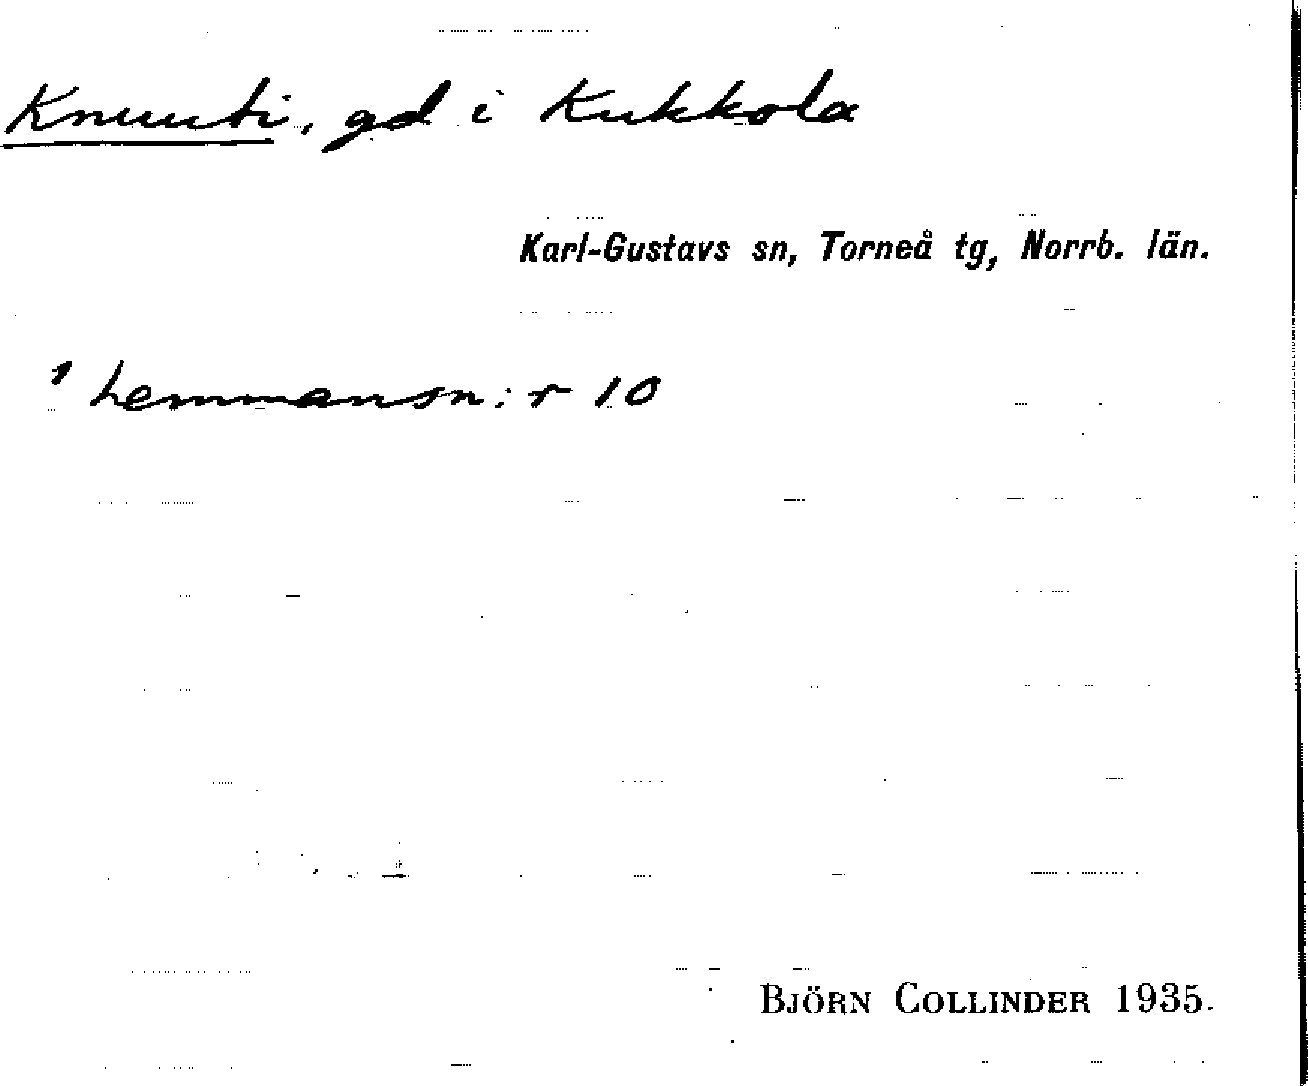 Knuuti, gd i Kukkola
Karl-Gustavs sn, Torneå tg, Norrb. län.
1 hemmansn:r 10
BJÖRN COLLINDER 1935.